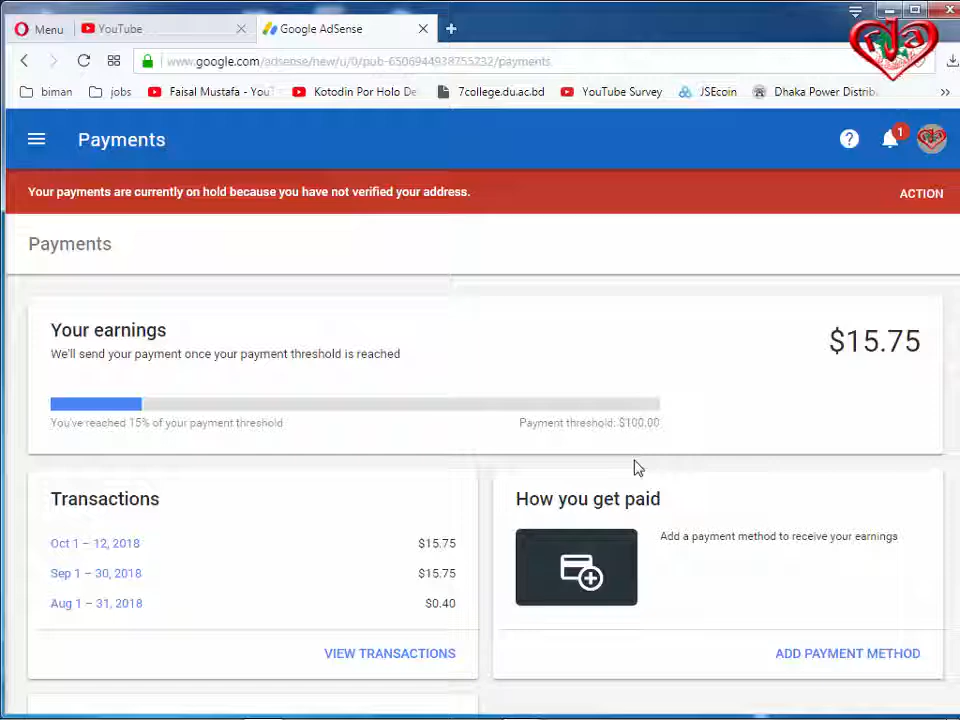 Menu
YouTube
Google AdSense
www.google.com/adsense/new/u/0/pub-6506944938755232/payments
biman
jobs
Faisal Mustafa - You
Kotodin Por Holo De
7college.du.ac.bd
YouTube Survey
JSEcoin
Dhaka Power Distrib
Payments
1
Your payments are currently on hold because you have not verified your address.
ACTION
Payments
Your earnings
$15.75
We'll send your payment once your payment threshold is reached
You've reached 15% of your payment threshold
Payment threshold: $100.00
Transactions
Oct 1 – 12, 2018 $15.75
Sep 1 – 30, 2018 $15.75
Aug 1 – 31, 2018 $0.40
VIEW TRANSACTIONS
How you get paid
Add a payment method to receive your earnings
ADD PAYMENT METHOD